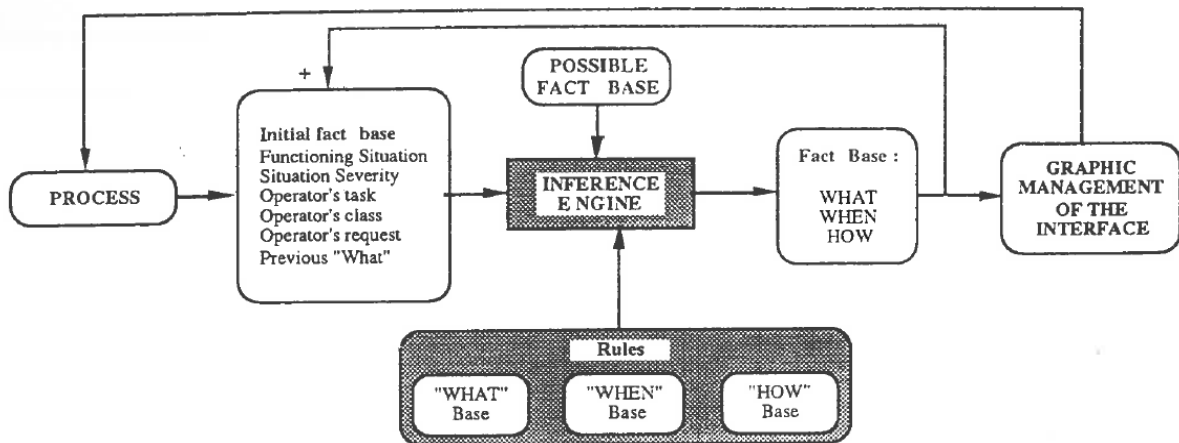 +
POSSIBLE
FACT BASE
PROCESS
Initial fact base
Functioning Situation
Situation Severity
Operator's task
Operator's class
Operator's request
Previous "What"
INFERENCE
ENGINE
Fact Base :
WHAT
WHEN
HOW
GRAPHIC
MANAGEMENT
OF THE
INTERFACE
Rules
"WHAT"
Base
"WHEN"
Base
"HOW"
Base